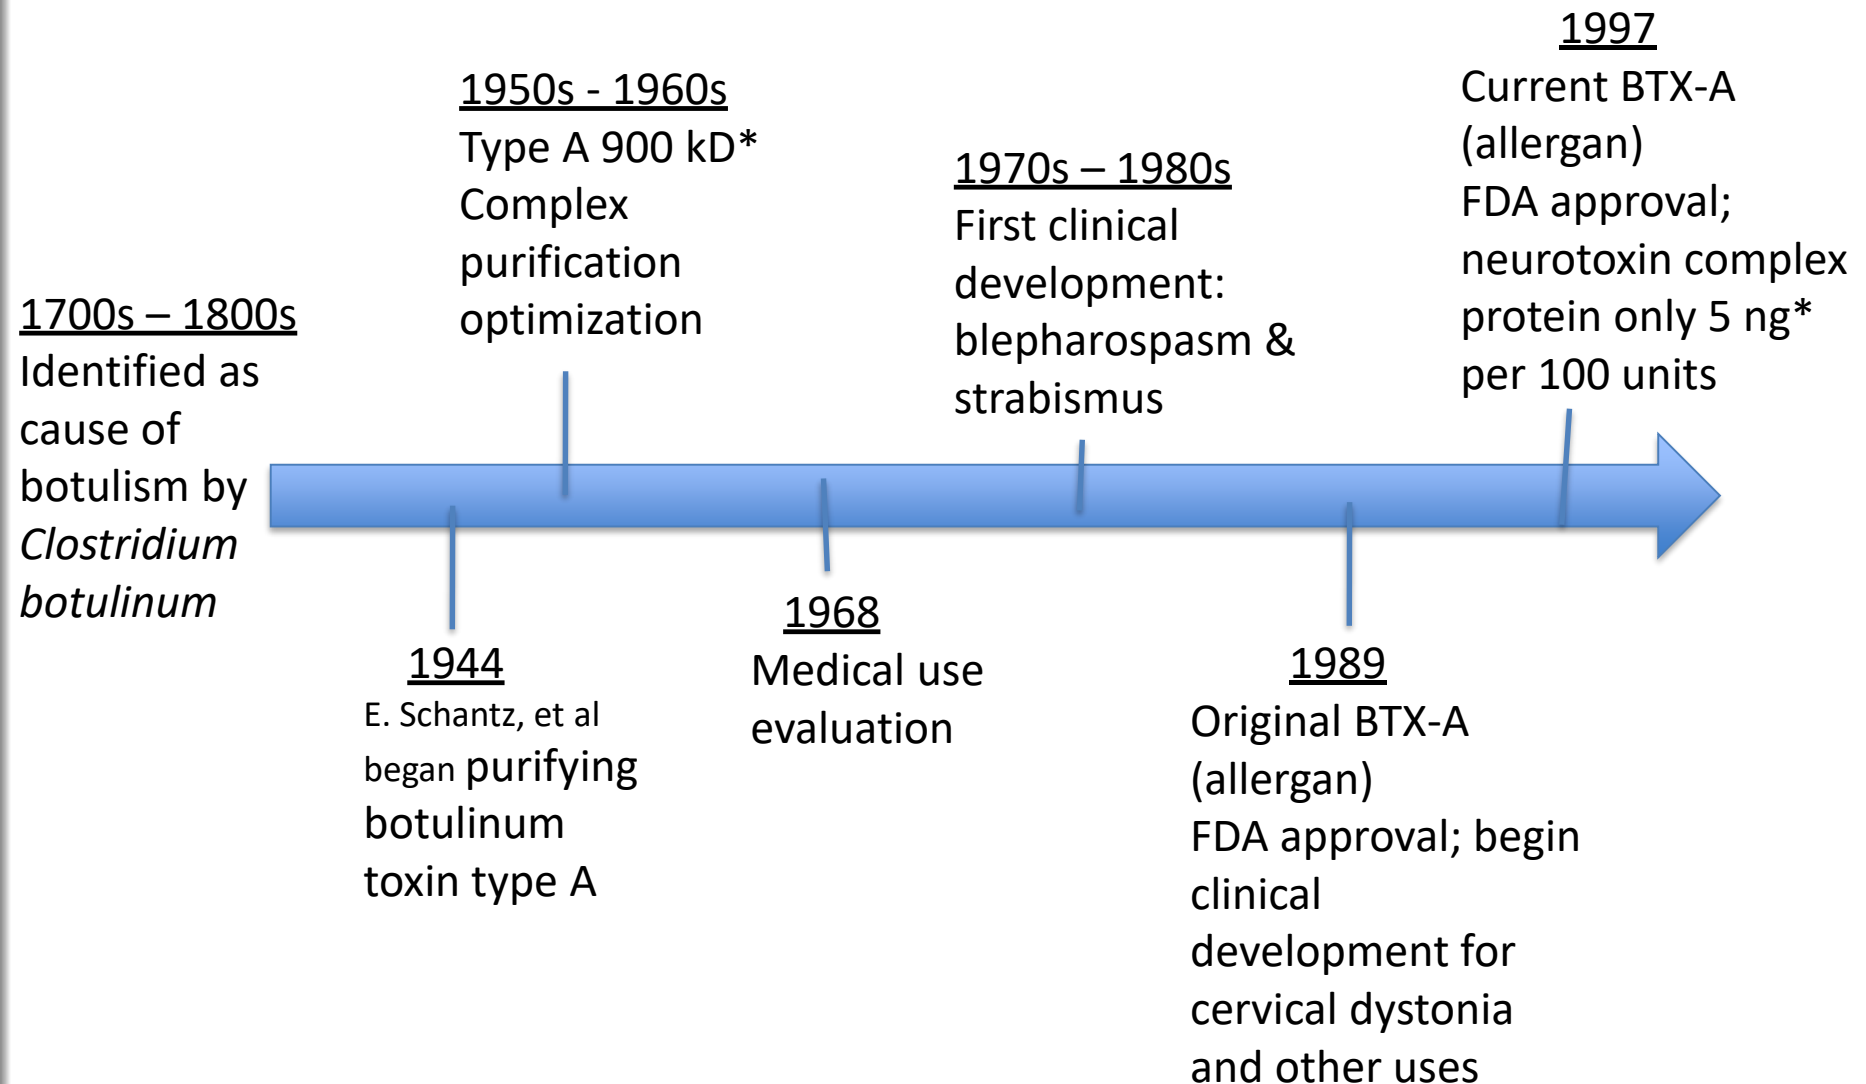 1700s – 1800s
Identified as
cause of
botulism by
Clostridium
botulinum
1944
E. Schantz, et al
began purifying
botulinum
toxin type A
1950s - 1960s
Type A 900 kD*
Complex
purification
optimization
1968
Medical use
evaluation
1970s – 1980s
First clinical
development:
blepharospasm &
strabismus
1989
Original BTX-A
(allergan)
FDA approval; begin
clinical
development for
cervical dystonia
and other uses
1997
Current BTX-A
(allergan)
FDA approval;
neurotoxin complex
protein only 5 ng*
per 100 units